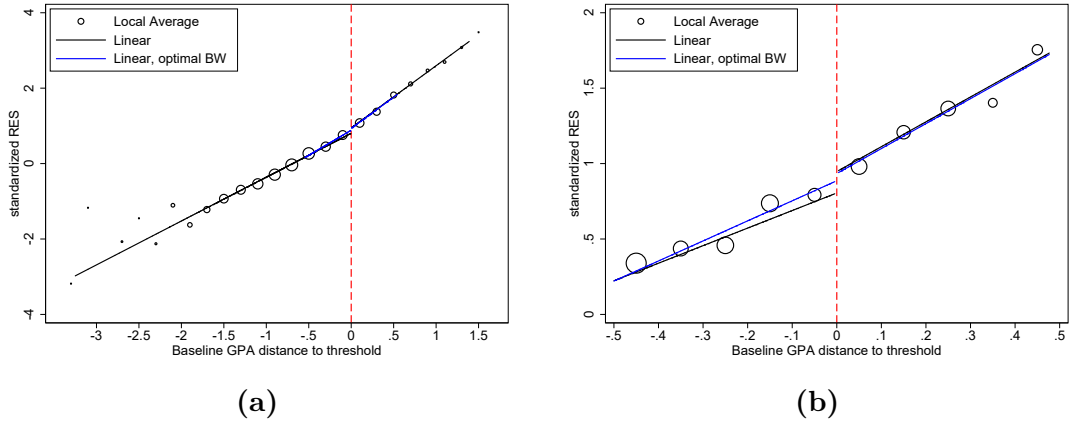 Local Average
Linear
Linear, optimal BW
standardized RES
4
2
0
-2
-4
-3
-2.5
-2
-1.5
-1
-0.5
0
0.5
1
1.5
Baseline GPA distance to threshold
(a)
Local Average
Linear
Linear, optimal BW
standardized RES
2
1.5
1
.5
0
-.5
-.4
-.3
-.2
-.1
0
.1
.2
.3
.4
.5
Baseline GPA distance to threshold
(b)